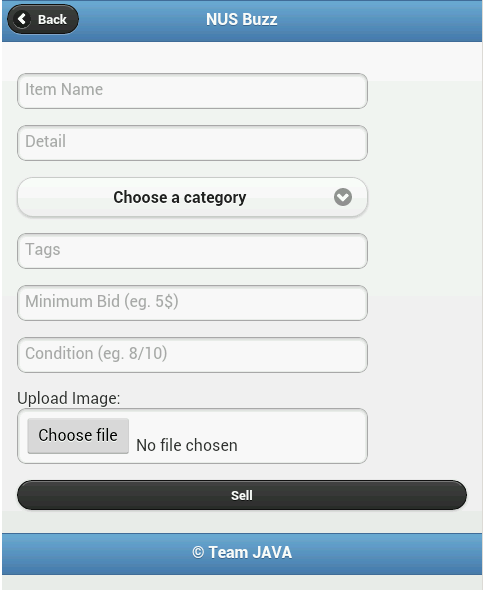 Back
NUS Buzz
Item Name
Detail
Choose a category
Tags
Minimum Bid (eg. 5$)
Condition (eg. 8/10)
Upload Image:
Choose file No file chosen
Sell
© Team JAVA